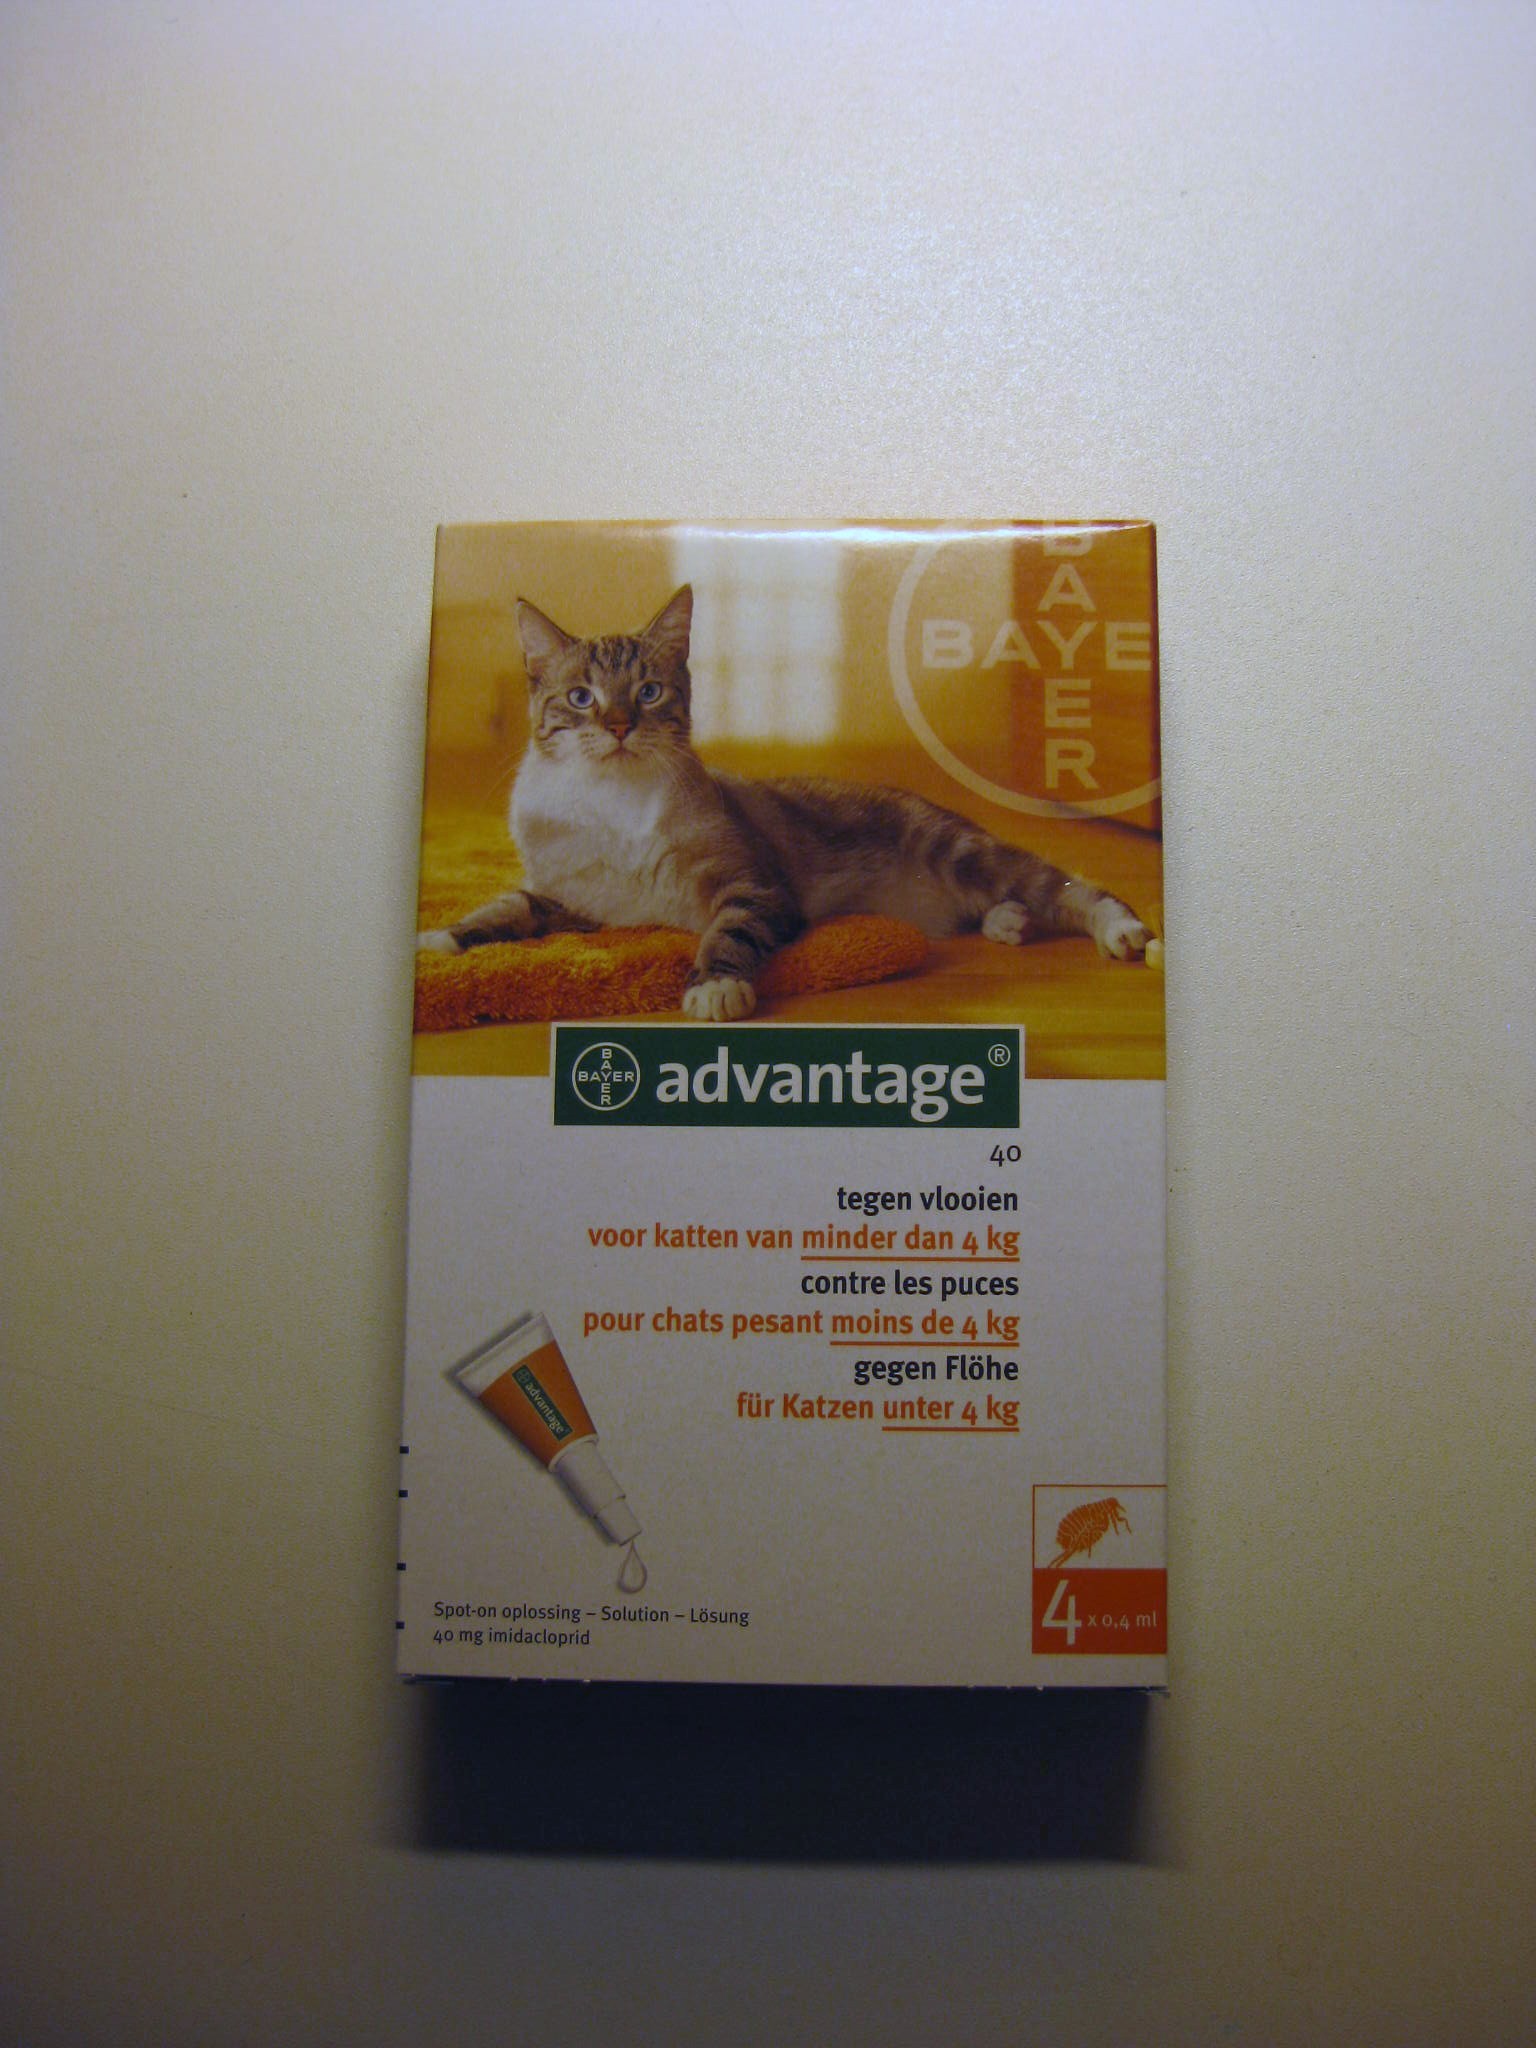 BAYE
B
A
Y
E
R
BAYER
B
A
Y
E
R
advantage®
40
tegen vlooien
voor katten van minder dan 4 kg
contre les puces
pour chats pesant moins de 4 kg
gegen Flöhe
für Katzen unter 4 kg
advantage
Spot-on oplossing – Solution – Lösung
40 mg imidacloprid
4 x 0,4 ml